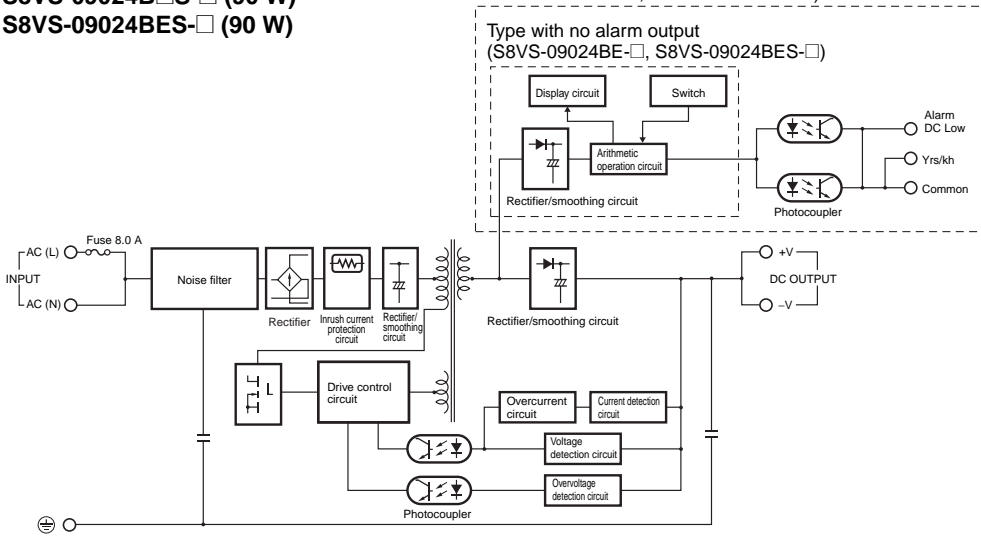 S8VS-09024BES-□ (90 W)
Type with no alarm output
(S8VS-09024BE-□, S8VS-09024BES-□)
Display circuit
Switch
Arithmetic
operation circuit
Rectifier/smoothing circuit
Alarm
DC Low
Yrs/kh
Common
Photocoupler
INPUT
AC (L)
Fuse 8.0 A
AC (N)
Noise filter
Rectifier
Inrush current
protection
circuit
Rectifier/
smoothing
circuit
Rectifier/smoothing circuit
+V
DC OUTPUT
–V
Drive control
circuit
Overcurrent
circuit
Current detection
circuit
Voltage
detection circuit
Overvoltage
detection circuit
Photocoupler